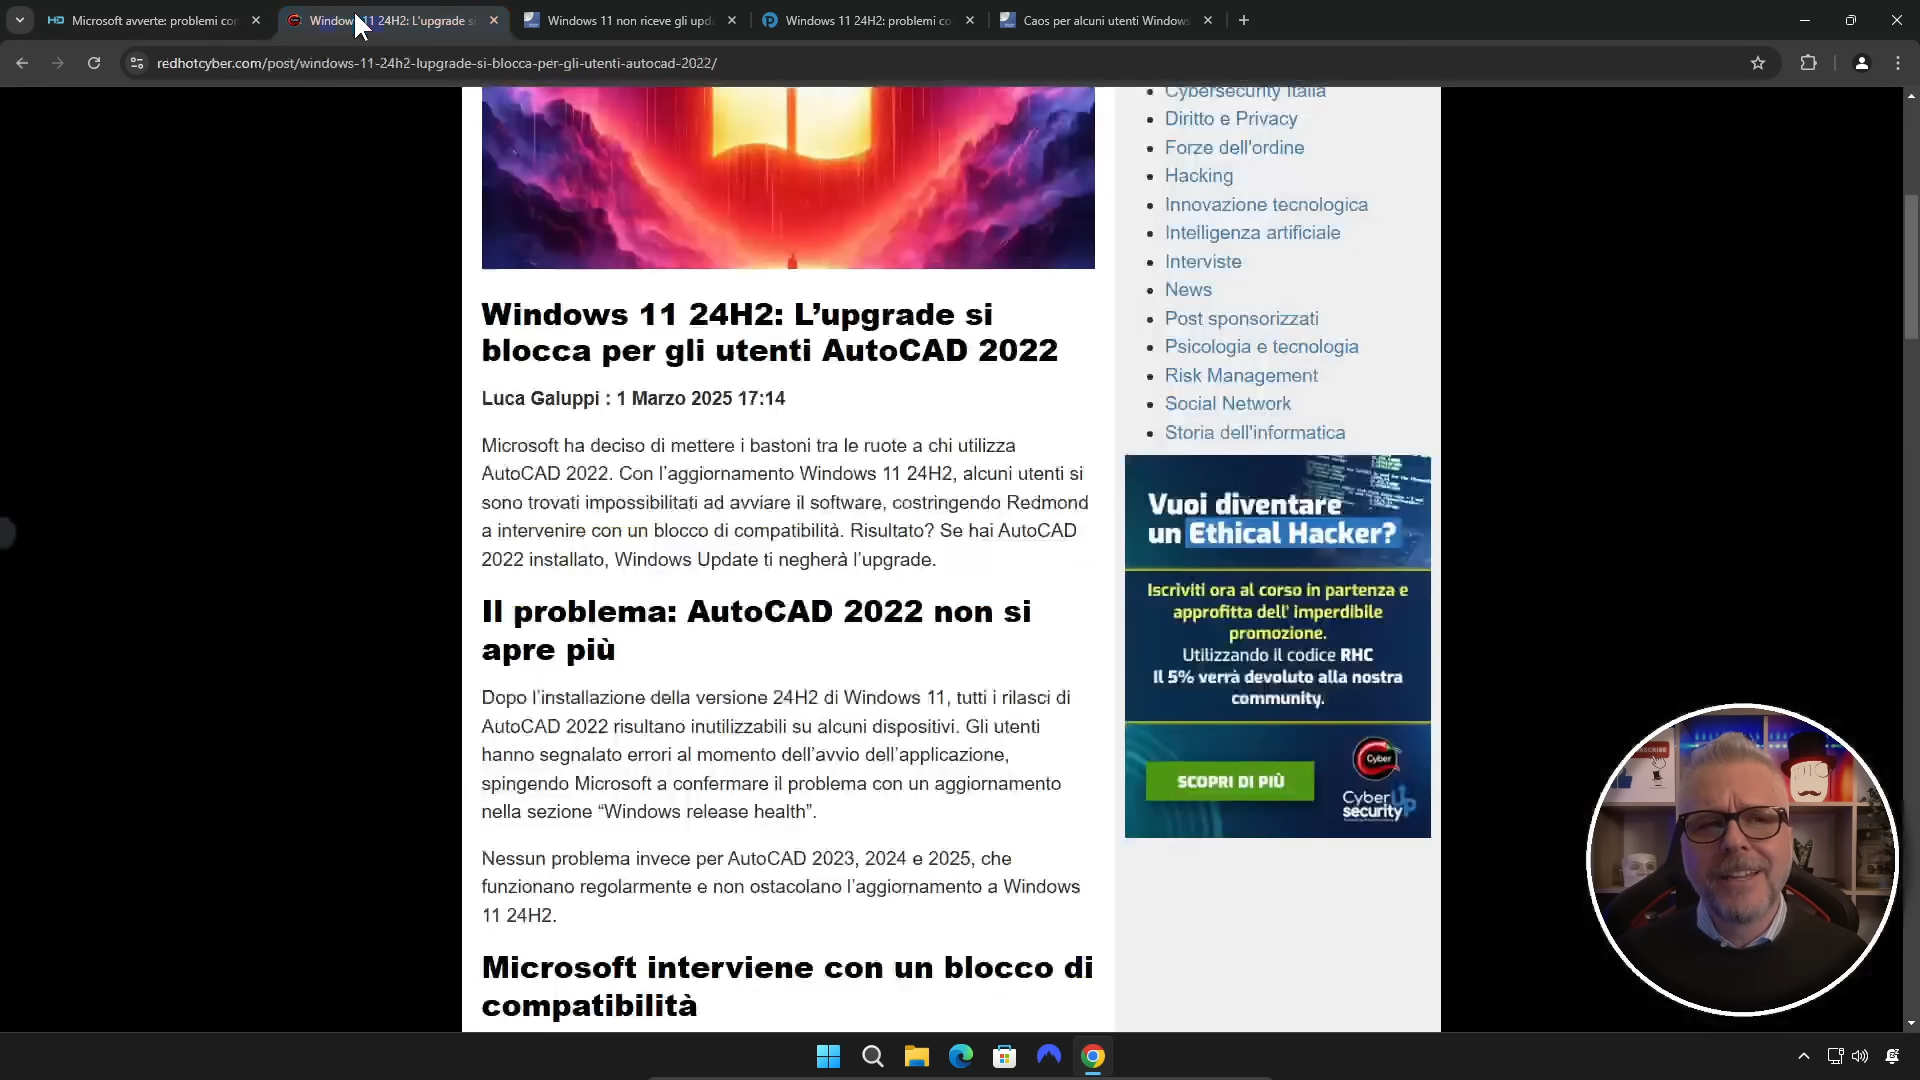 Microsoft avverte: problemi con
Windows 11 24H2: L'upgrade si
Windows 11 non riceve gli upda
Windows 11 24H2: problemi co
Caos per alcuni utenti Windows
redhotcyber.com/post/windows-11-24h2-lupgrade-si-blocca-per-gli-utenti-autocad-2022/
Windows 11 24H2: L’upgrade si
blocca per gli utenti AutoCAD 2022
Luca Galuppi : 1 Marzo 2025 17:14
Microsoft ha deciso di mettere i bastoni tra le ruote a chi utilizza
AutoCAD 2022. Con l’aggiornamento Windows 11 24H2, alcuni utenti si
sono trovati impossibilitati ad avviare il software, costringendo Redmond
a intervenire con un blocco di compatibilità. Risultato? Se hai AutoCAD
2022 installato, Windows Update ti negherà l’upgrade.
Il problema: AutoCAD 2022 non si
apre più
Dopo l’installazione della versione 24H2 di Windows 11, tutti i rilasci di
AutoCAD 2022 risultano inutilizzabili su alcuni dispositivi. Gli utenti
hanno segnalato errori al momento dell’avvio dell’applicazione,
spingendo Microsoft a confermare il problema con un aggiornamento
nella sezione “Windows release health”.
Nessun problema invece per AutoCAD 2023, 2024 e 2025, che
funzionano regolarmente e non ostacolano l’aggiornamento a Windows
11 24H2.
Microsoft interviene con un blocco di
compatibilità
Cybersecurity Italia
Diritto e Privacy
Forze dell'ordine
Hacking
Innovazione tecnologica
Intelligenza artificiale
Interviste
News
Post sponsorizzati
Psicologia e tecnologia
Risk Management
Social Network
Storia dell'informatica
Vuoi diventare
un Ethical Hacker?
Iscriviti ora al corso in partenza e
approfitta dell' imperdibile
promozione.
Utilizzando il codice RHC
Il 5% verrà devoluto alla nostra
community.
SCOPRI DI PIÙ
Cyber
Cyber UP
security